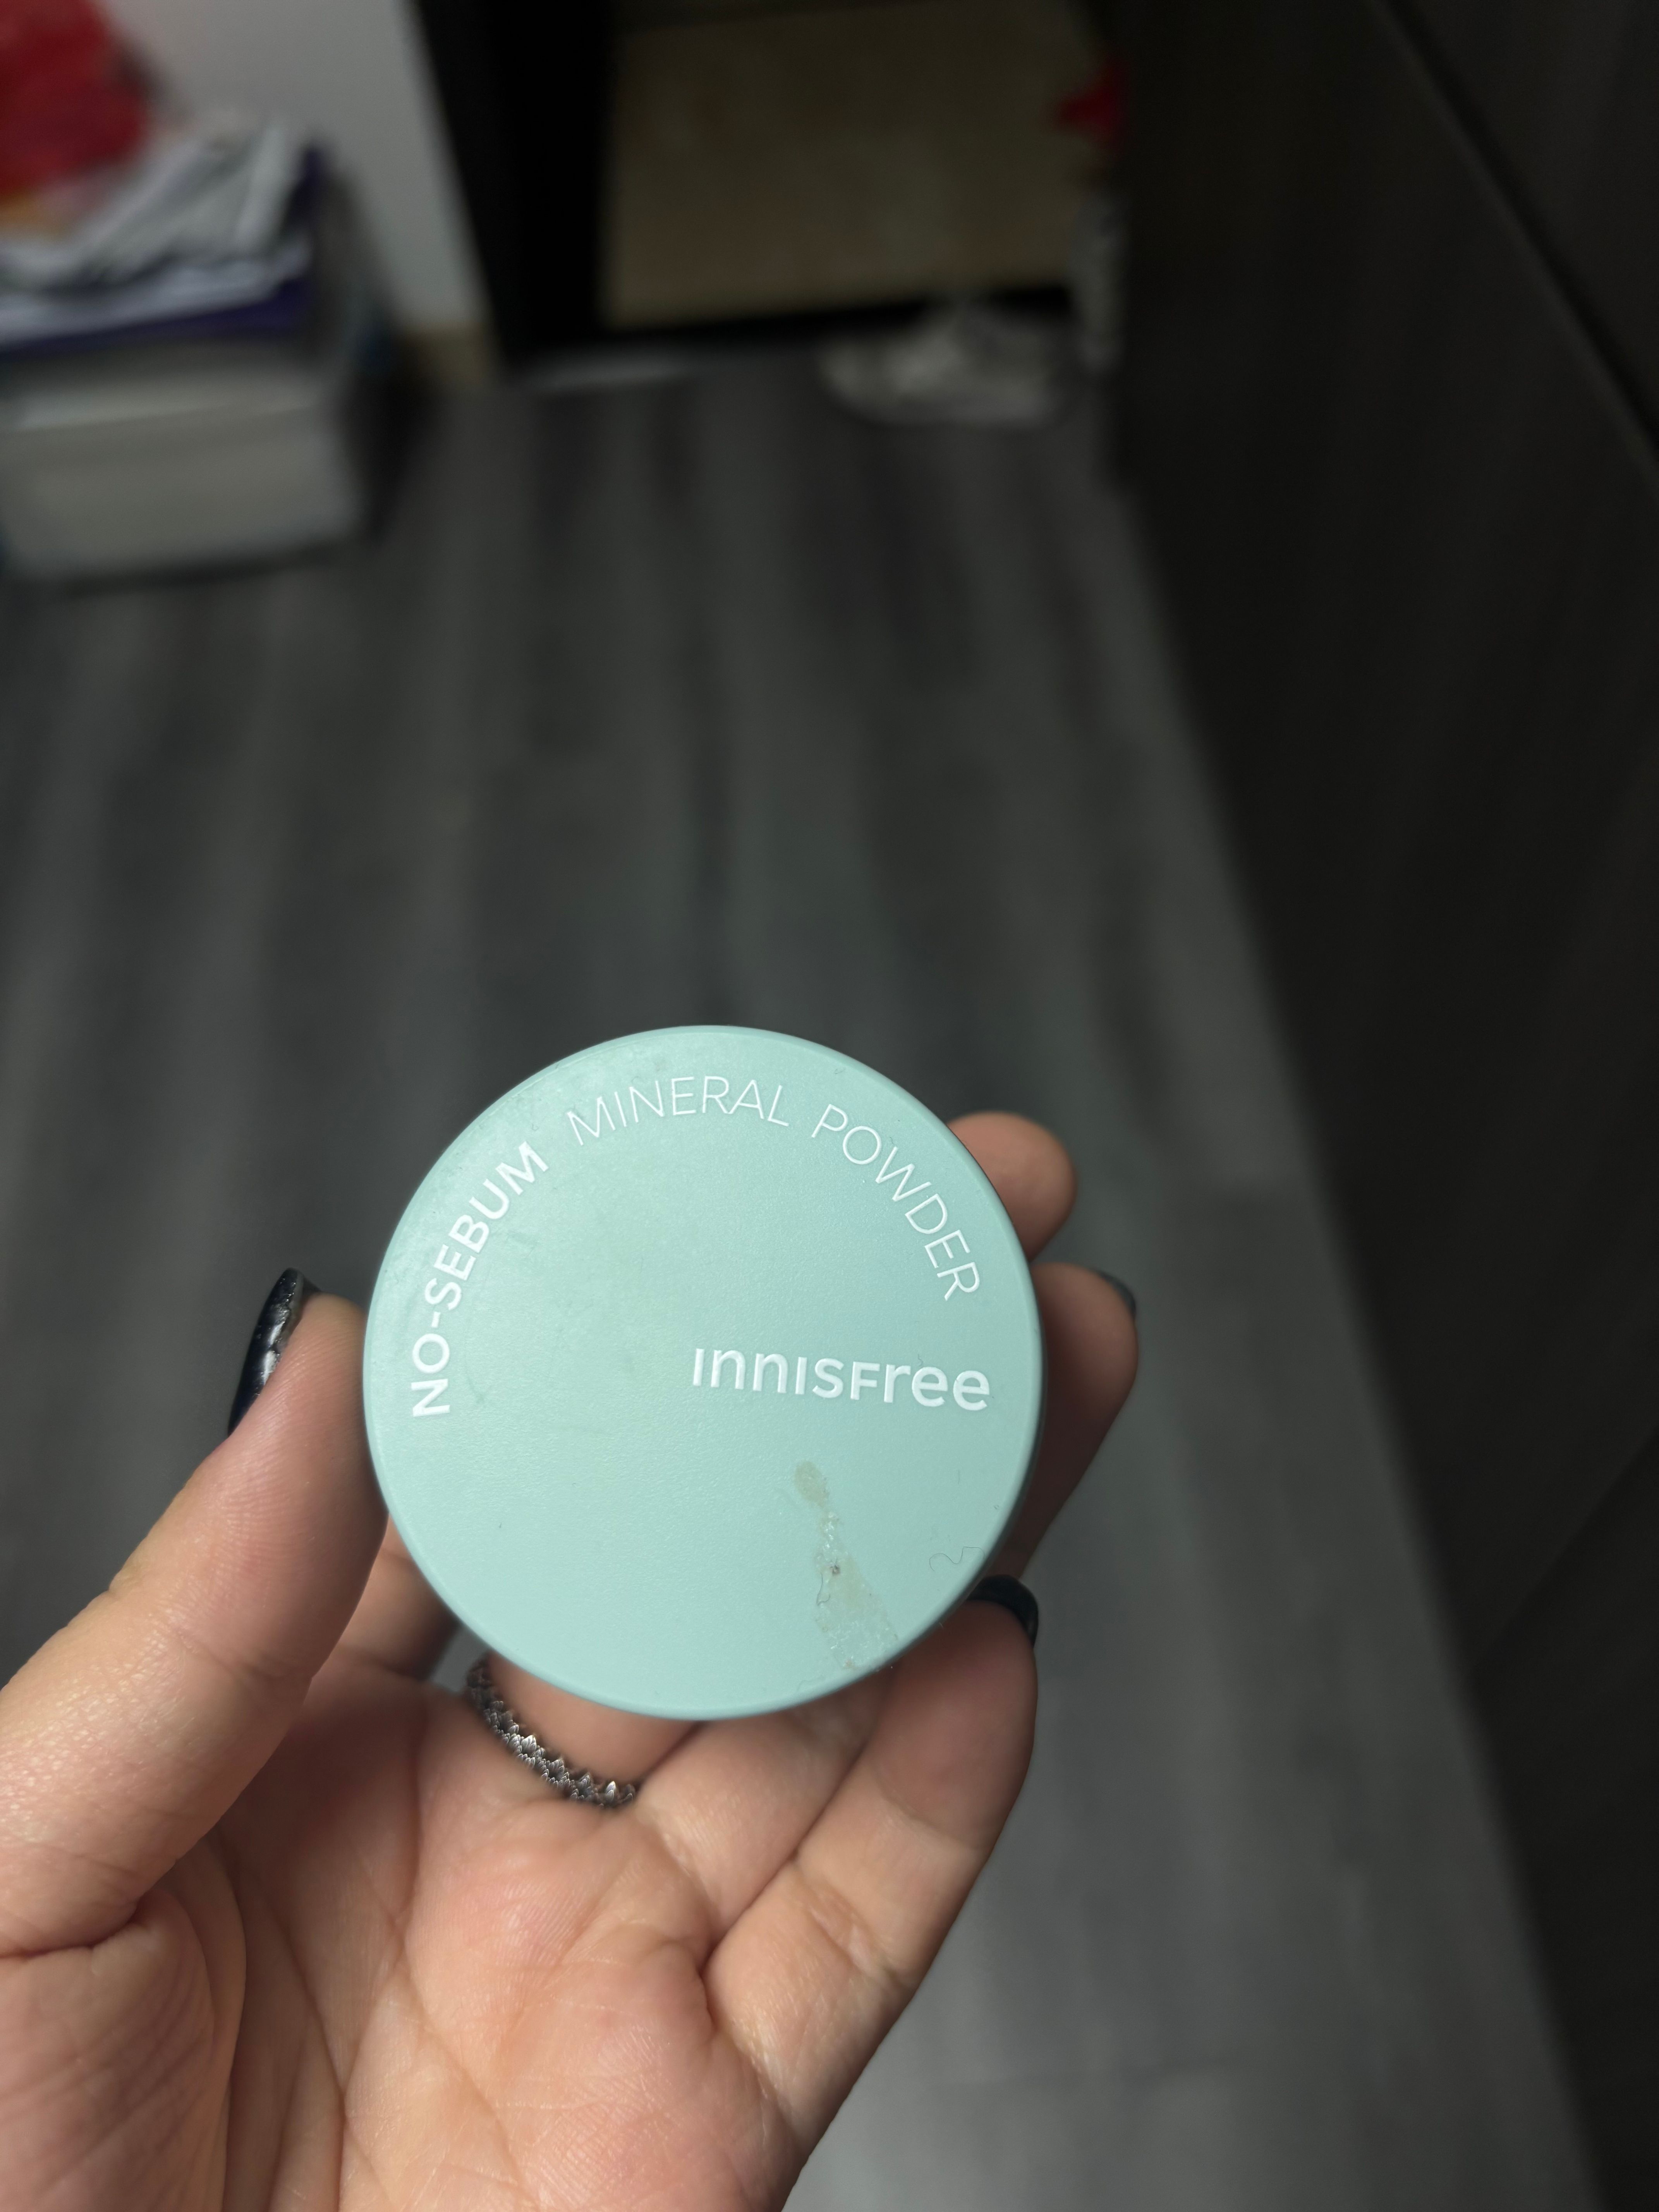 NO-SEBUM MINERAL POWDER
innisfree